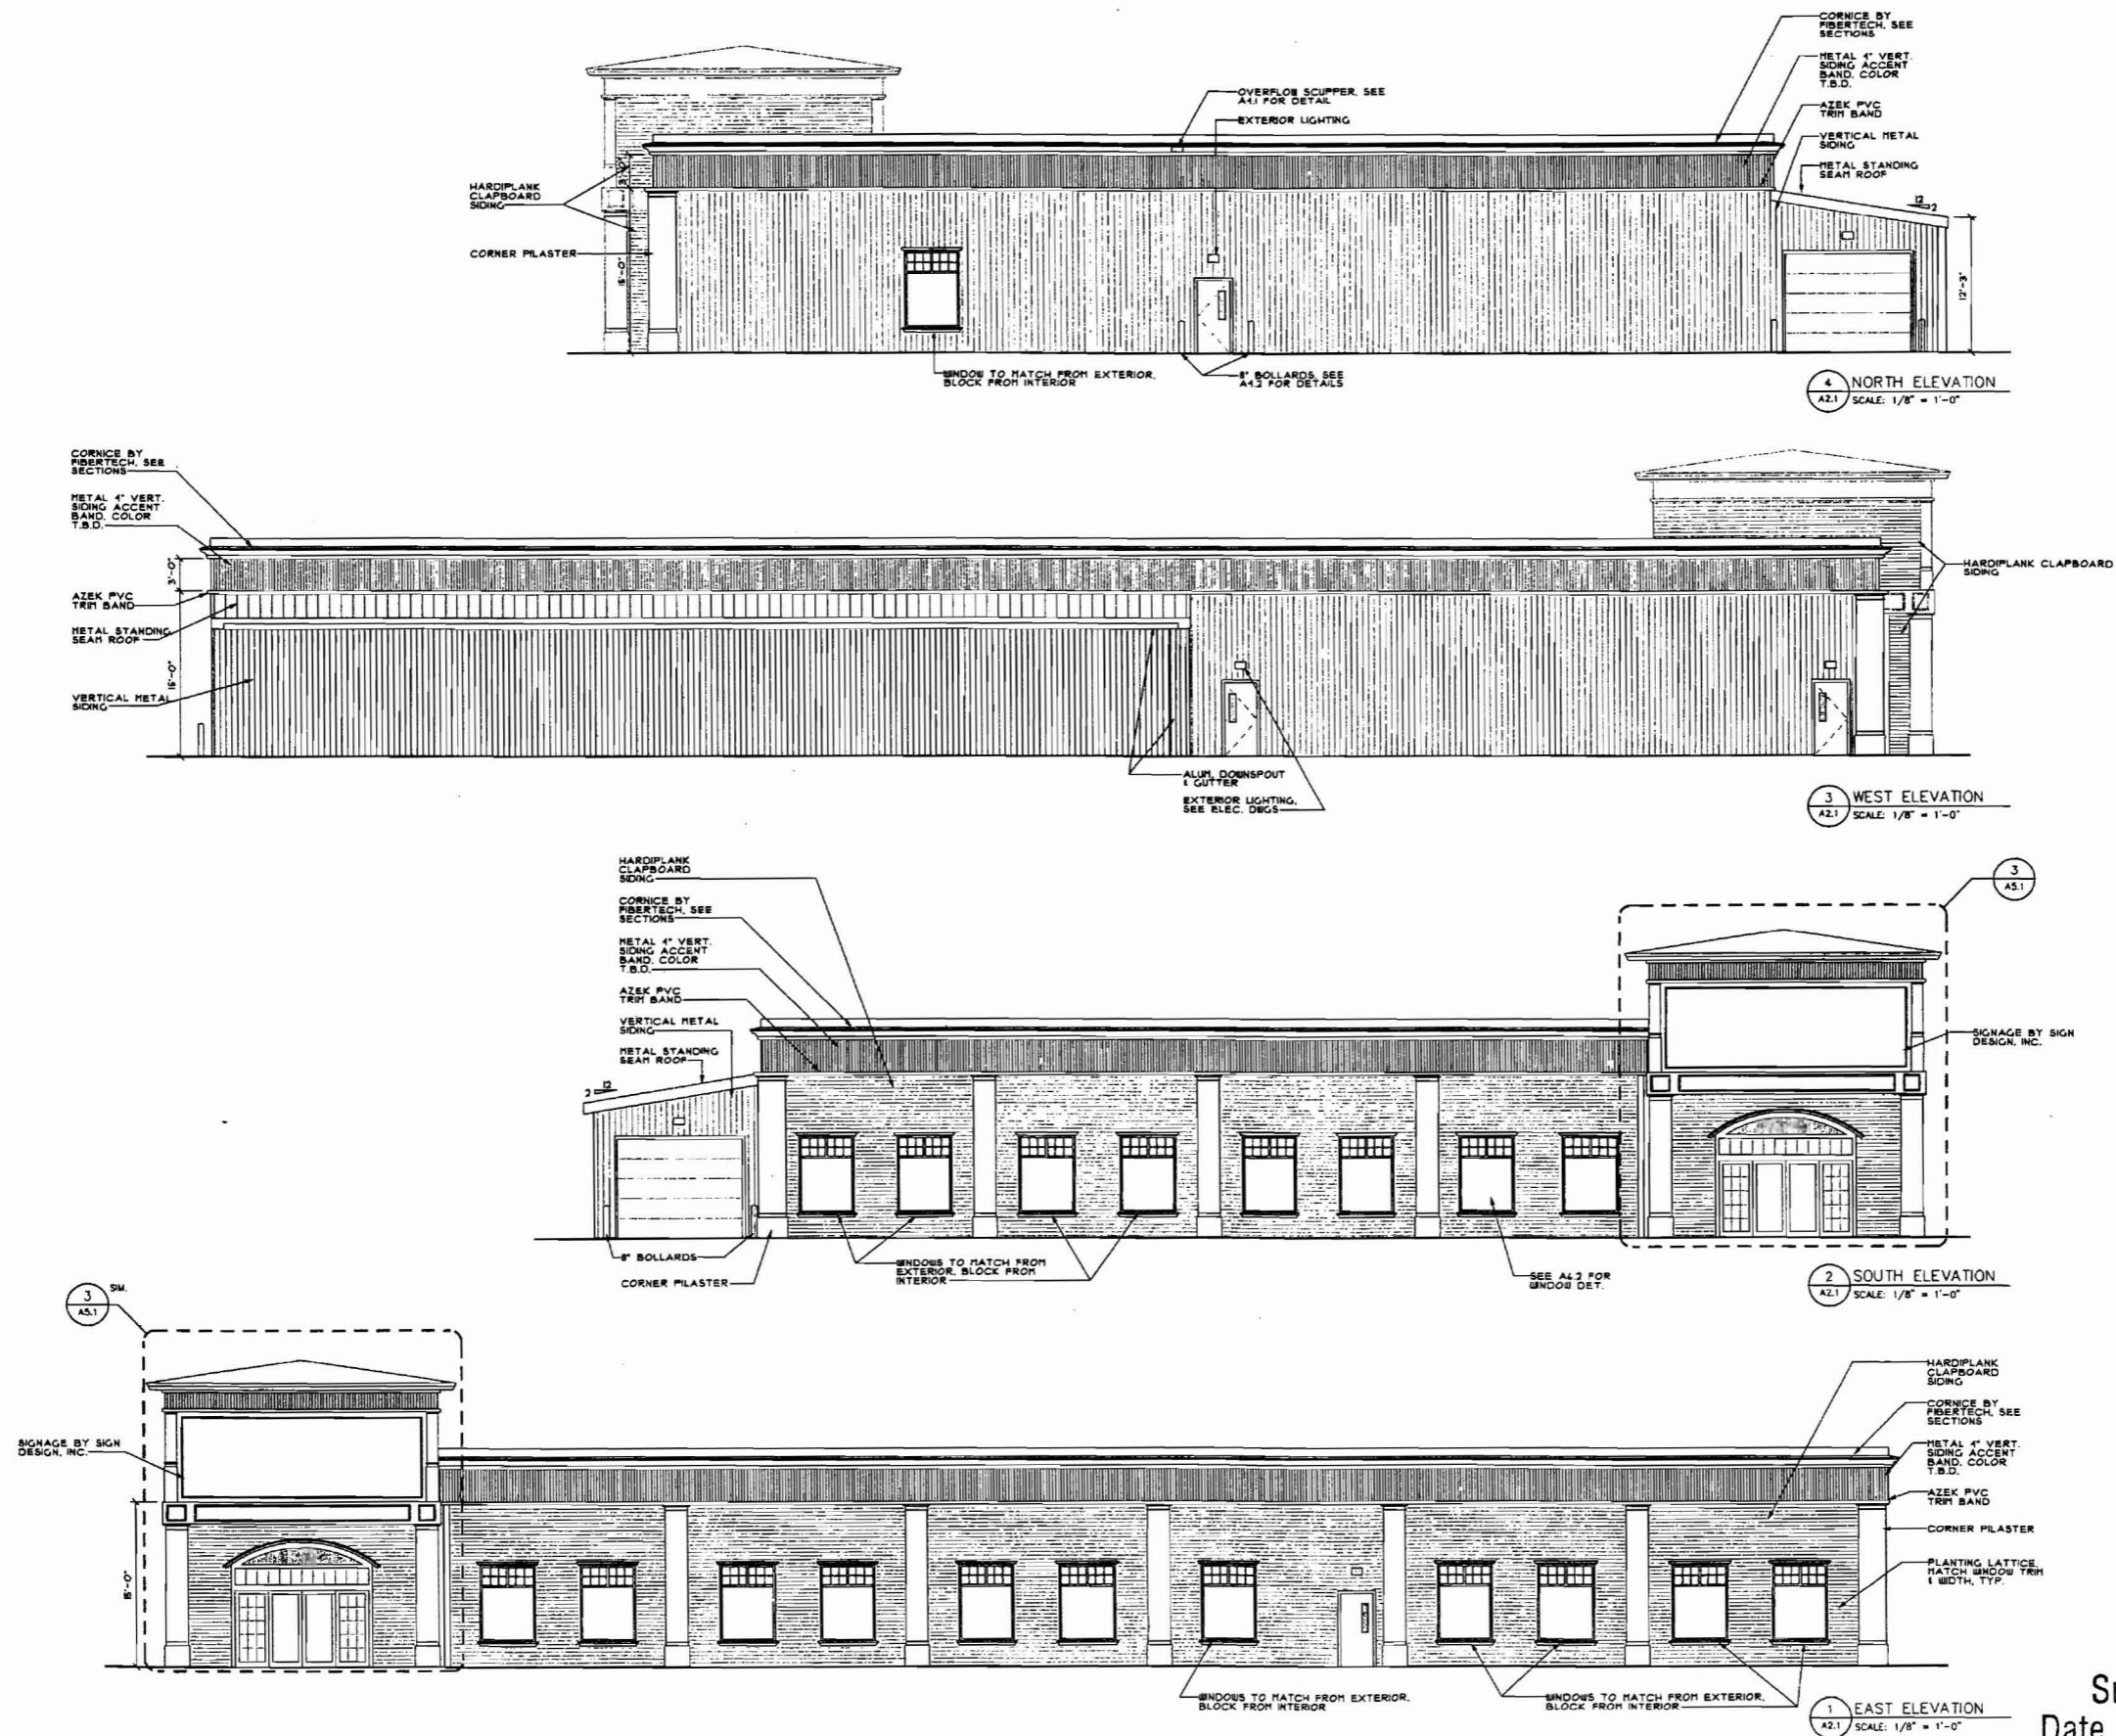 CORNICE BY
FIBERTECH, SEE
SECTIONS
METAL 4" VERT.
SIDING ACCENT
BAND. COLOR
T.B.D.
AZEK PVC
TRIM BAND
VERTICAL METAL
SIDING
METAL STANDING
SEAM ROOF
OVERFLOW SCUPPER. SEE
A4.1 FOR DETAIL
EXTERIOR LIGHTING
HARDIPLANK
CLAPBOARD
SIDING
3'-0"
CORNER PILASTER
15'-0"
12
2
12'-3"
WINDOW TO MATCH FROM EXTERIOR,
BLOCK FROM INTERIOR
8" BOLLARDS, SEE
A4.2 FOR DETAILS
4
A2.1
NORTH ELEVATION
SCALE: 1/8" = 1'-0"
CORNICE BY
FIBERTECH, SEE
SECTIONS
METAL 4" VERT.
SIDING ACCENT
BAND. COLOR
T.B.D.
3'-0"
AZEK PVC
TRIM BAND
METAL STANDING
SEAM ROOF
15'-0"
VERTICAL METAL
SIDING
HARDIPLANK CLAPBOARD
SIDING
ALUM. DOWNSPOUT
& GUTTER
EXTERIOR LIGHTING,
SEE ELEC. DWGS
3
A2.1
WEST ELEVATION
SCALE: 1/8" = 1'-0"
HARDIPLANK
CLAPBOARD
SIDING
CORNICE BY
FIBERTECH, SEE
SECTIONS
METAL 4" VERT.
SIDING ACCENT
BAND. COLOR
T.B.D.
AZEK PVC
TRIM BAND
VERTICAL METAL
SIDING
METAL STANDING
SEAM ROOF
12
2
3
A5.1
SIGNAGE BY SIGN
DESIGN, INC.
8" BOLLARDS
CORNER PILASTER
WINDOWS TO MATCH FROM
EXTERIOR, BLOCK FROM
INTERIOR
SEE A4.2 FOR
WINDOW DET.
2
A2.1
SOUTH ELEVATION
SCALE: 1/8" = 1'-0"
3
A5.1
SIM.
SIGNAGE BY SIGN
DESIGN, INC.
15'-0"
HARDIPLANK
CLAPBOARD
SIDING
CORNICE BY
FIBERTECH, SEE
SECTIONS
METAL 4" VERT.
SIDING ACCENT
BAND. COLOR
T.B.D.
AZEK PVC
TRIM BAND
CORNER PILASTER
PLANTING LATTICE,
MATCH WINDOW TRIM
& WIDTH, TYP.
WINDOWS TO MATCH FROM EXTERIOR,
BLOCK FROM INTERIOR
WINDOWS TO MATCH FROM EXTERIOR,
BLOCK FROM INTERIOR
1
A2.1
EAST ELEVATION
SCALE: 1/8" = 1'-0"
Date